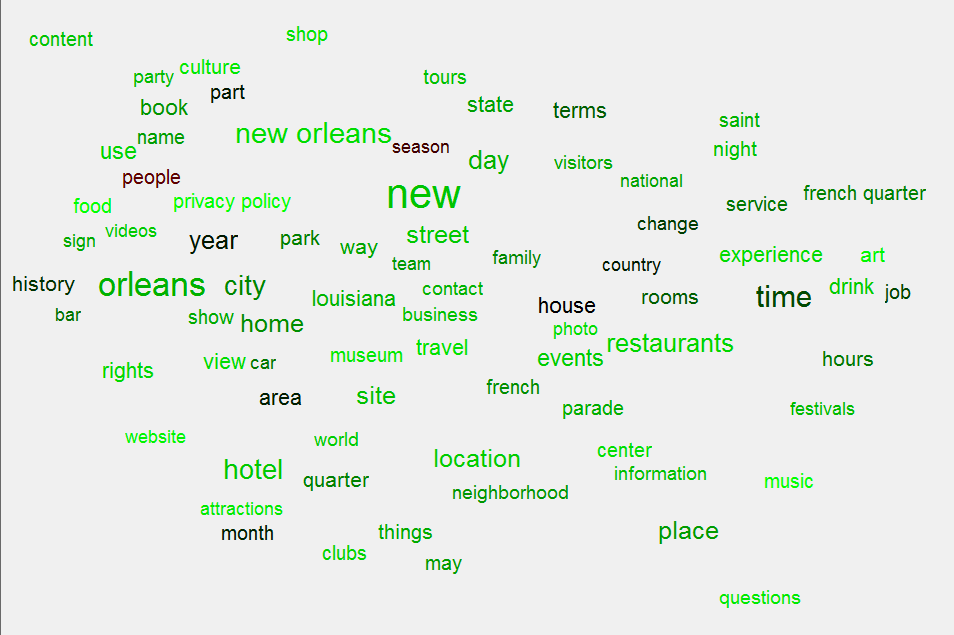 content
shop
party
culture
part
tours
book
state
terms
name
new orleans
season
saint
use
day
visitors
night
people
new
national
food
privacy policy
service
french quarter
sign
videos
year
park
way
street
change
team
family
country
experience
art
history
orleans
city
louisiana
contact
house
rooms
time
drink
job
bar
show
home
business
photo
restaurants
rights
view
car
museum
travel
events
hours
area
site
french
parade
festivals
website
world
location
center
hotel
quarter
neighborhood
information
music
attractions
month
things
place
clubs
may
questions